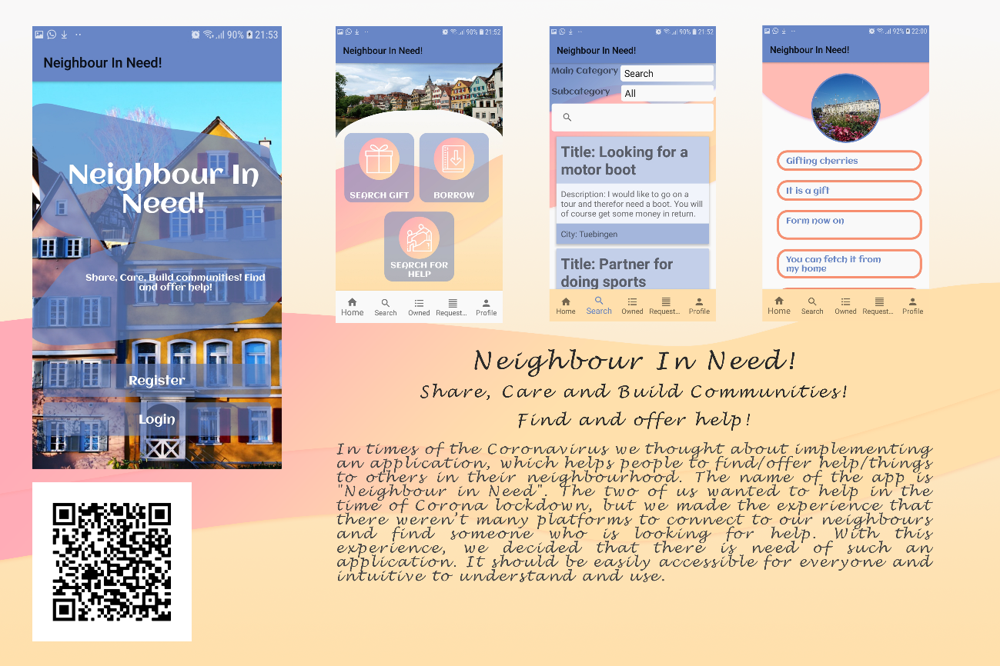 90% 21:53
Neighbour In Need!
Neighbour In
Need!
Share, Care, Build communities! Find
and offer help!
Register
Login
90% 21:52
Neighbour In Need!
SEARCH GIFT
BORROW
SEARCH FOR
HELP
Home Search Owned Request... Profile
90% 21:52
Neighbour In Need!
Main Category Search
Subcategory All
Title: Looking for a
motor boot
Description: I would like to go on a
tour and therefor need a boot. You will
of course get some money in return.
City: Tuebingen
Title: Partner for
doing sports
Home Search Owned Request... Profile
92% 22:00
Neighbour In Need!
Gifting cherries
It is a gift
Form now on
You can fetch it from
my home
Home Search Owned Request... Profile
Neighbour In Need!
Share, Care and Build Communities!
Find and offer help!
In times of the Coronavirus we thought about implementing
an application, which helps people to find/offer help/things
to others in their neighbourhood. The name of the app is
"Neighbour in Need". The two of us wanted to help in the
time of Corona lockdown, but we made the experience that
there weren't many platforms to connect to our neighbours
and find someone who is looking for help. With this
experience, we decided that there is need of such an
application. It should be easily accessible for everyone and
intuitive to understand and use.